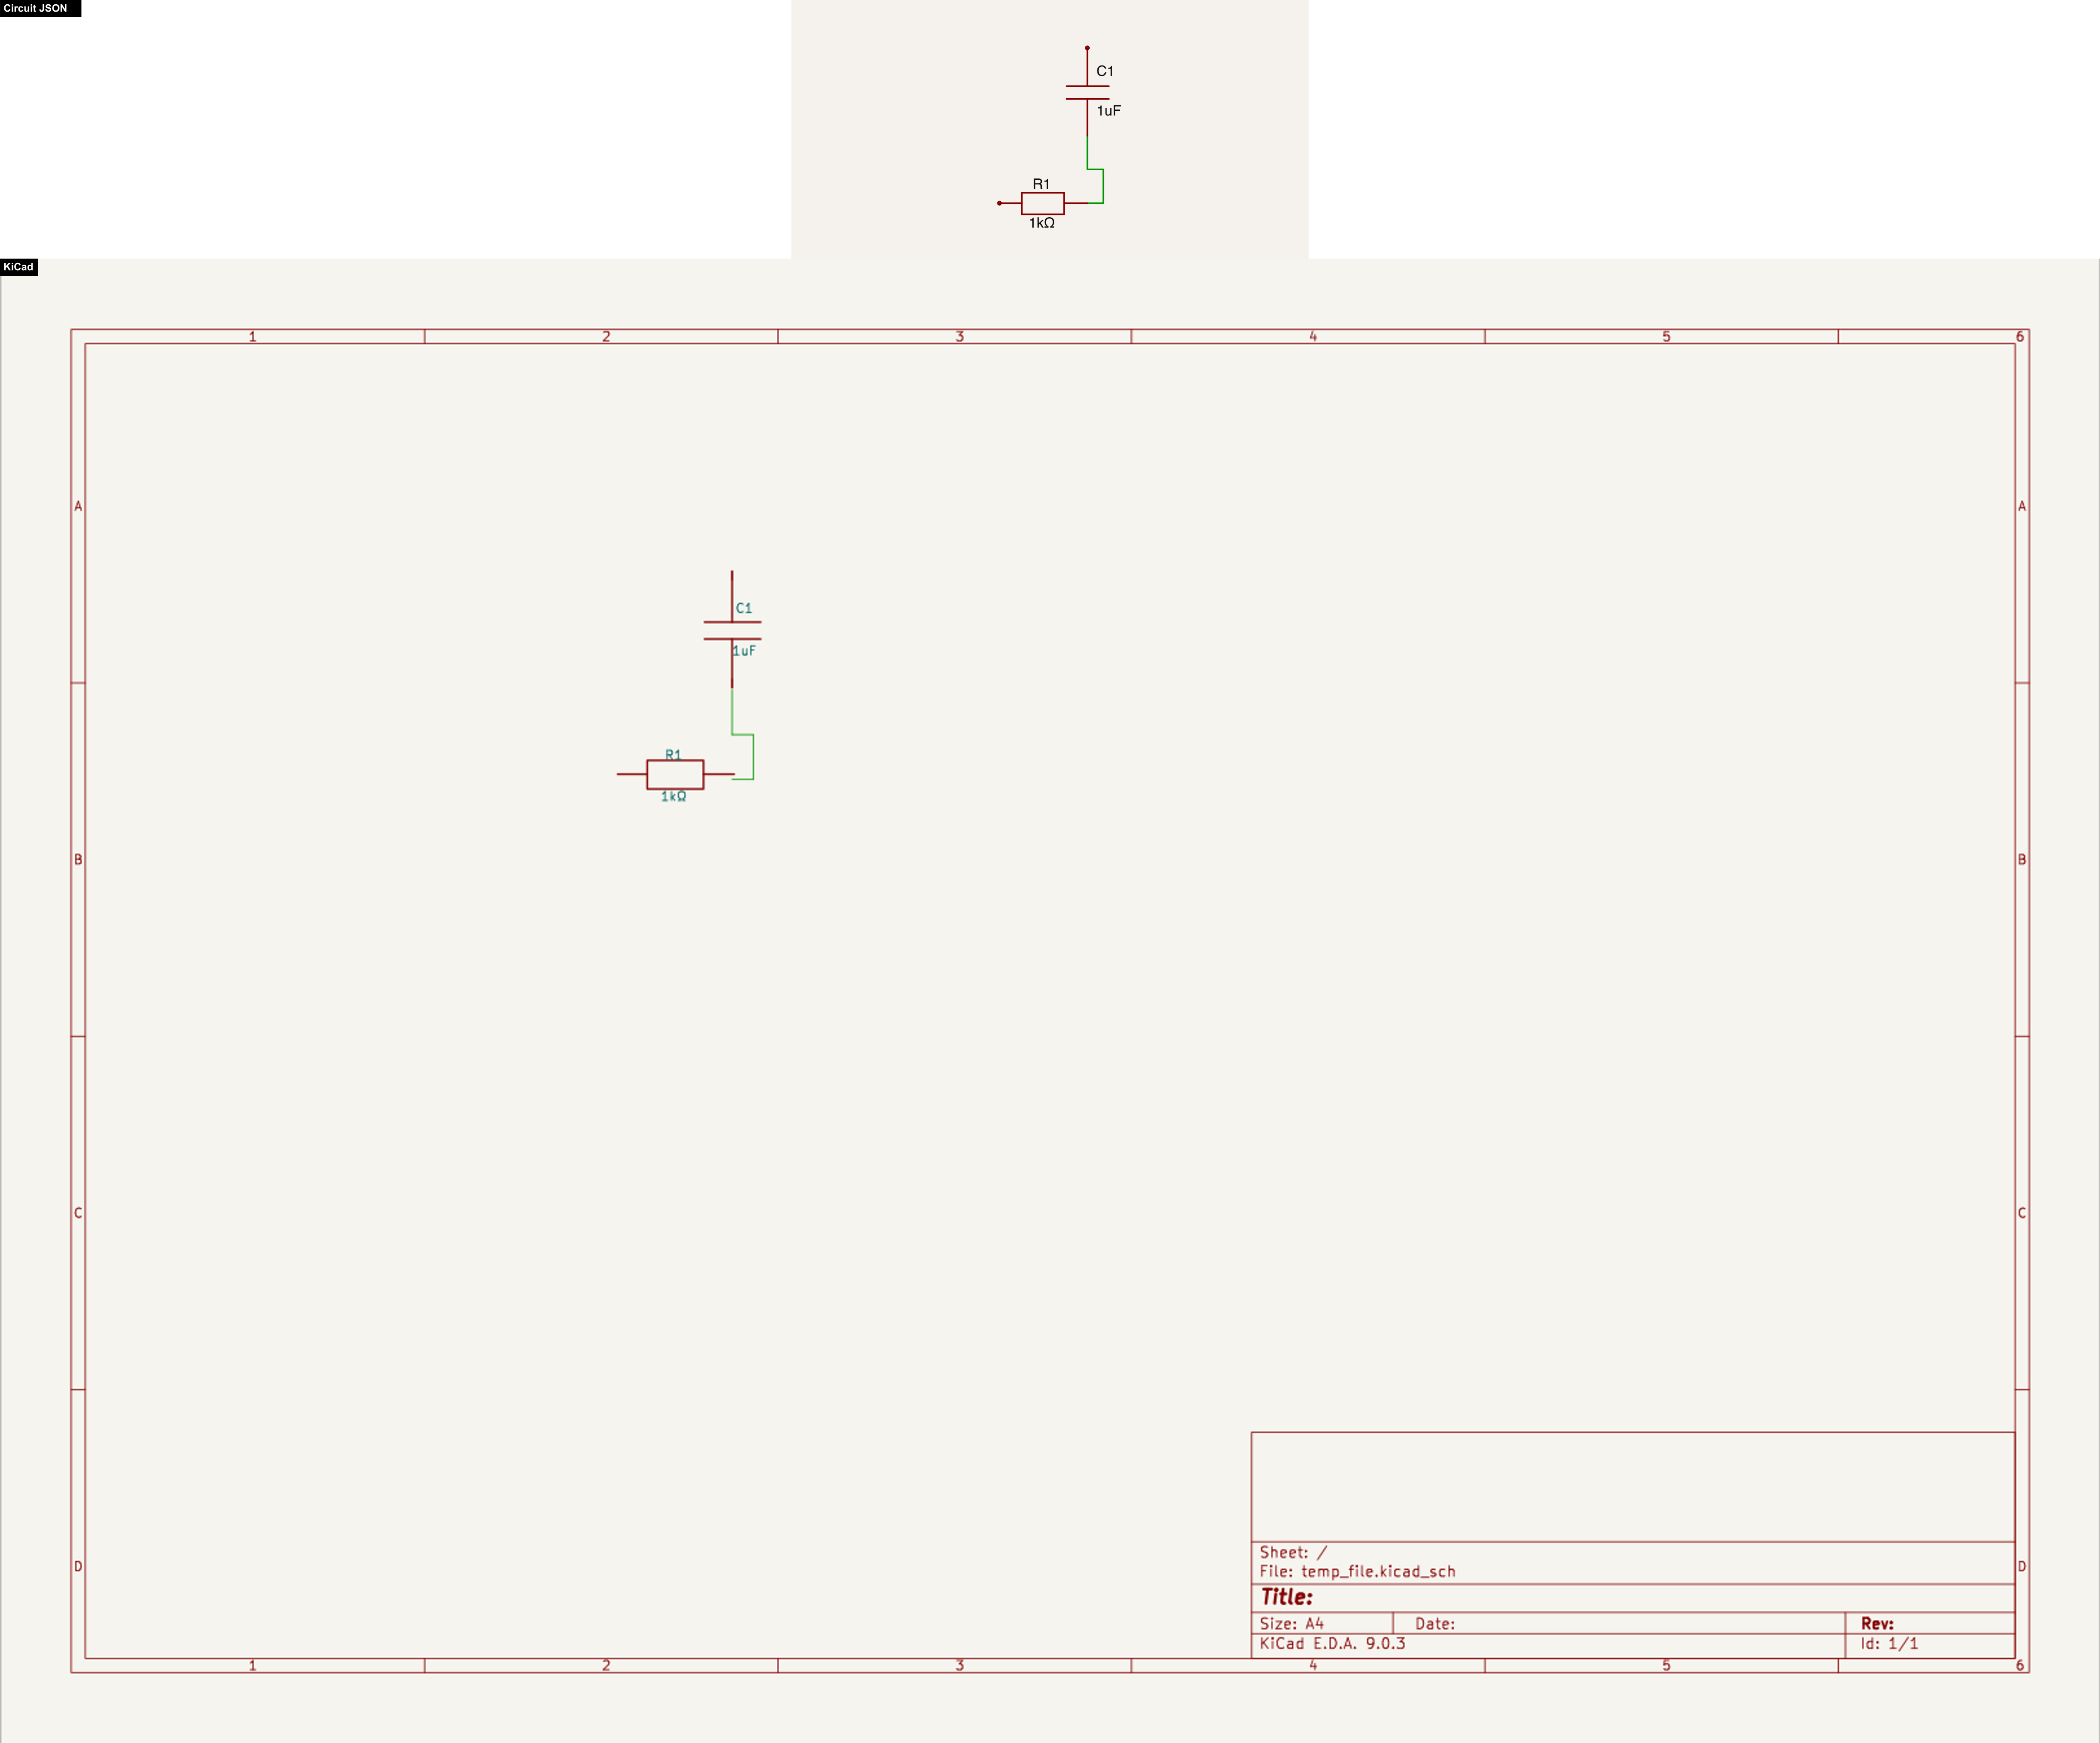 Circuit JSON
C1
1uF
R1
1kΩ
KiCad
1 2 3 4 5 6
A A
C1
1uF
R1
1kΩ
B B
C C
Sheet: /
File: temp_file.kicad_sch
D D
Title:
Size: A4 Date: Rev:
KiCad E.D.A. 9.0.3 Id: 1/1
1 2 3 4 5 6